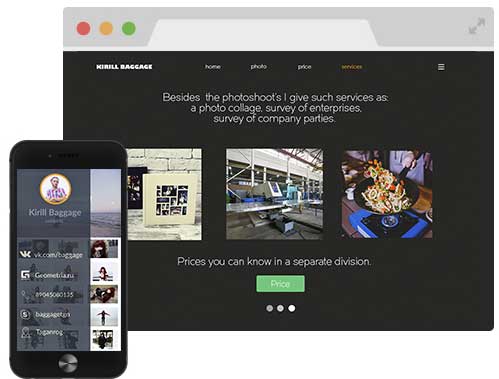 KIRILL BAGGAGE
home
photo
price
services
Besides the photoshoot's I give such services as:
a photo collage, survey of enterprises,
survey of company parties.
Prices you can know in a separate division.
Price
Kirill Baggage
vk.com/baggage
Geometria.ru
89045060135
baggagetgn
Taganrog